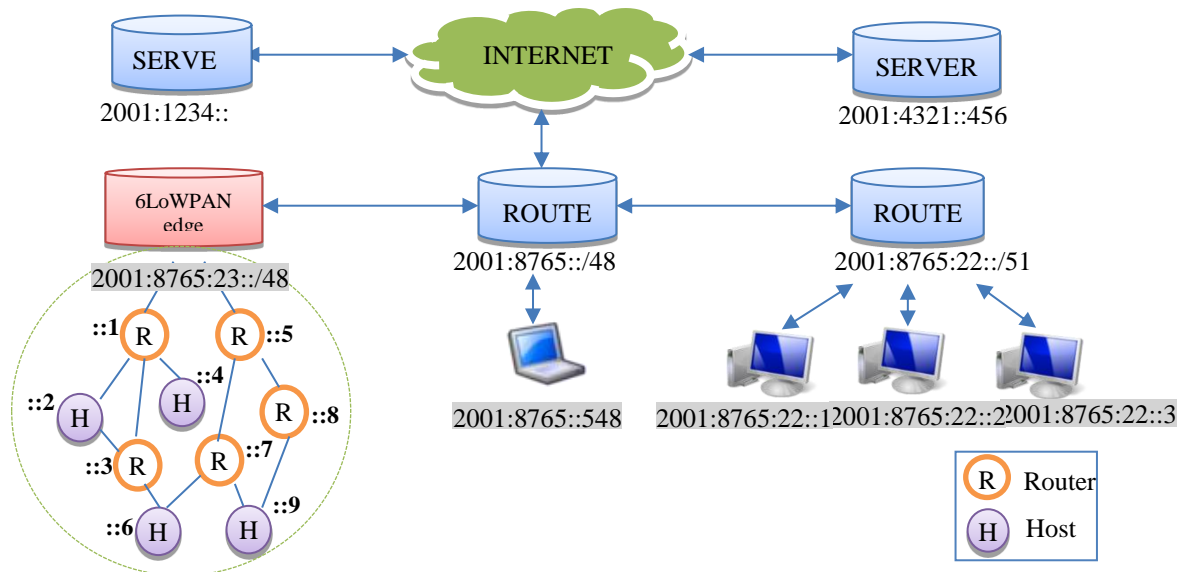 INTERNET
SERVE
SERVER
2001:1234::
2001:4321::456
6LoWPAN
edge
ROUTE
ROUTE
2001:8765::/48
2001:8765:22::/51
2001:8765:23::/48
::1
R
R
::5
::4
::2
H
H
R
::8
::7
::3
R
R
::9
::6
H
H
2001:8765::548
2001:8765:22::1
2001:8765:22::2
2001:8765:22::3
R
Router
H
Host